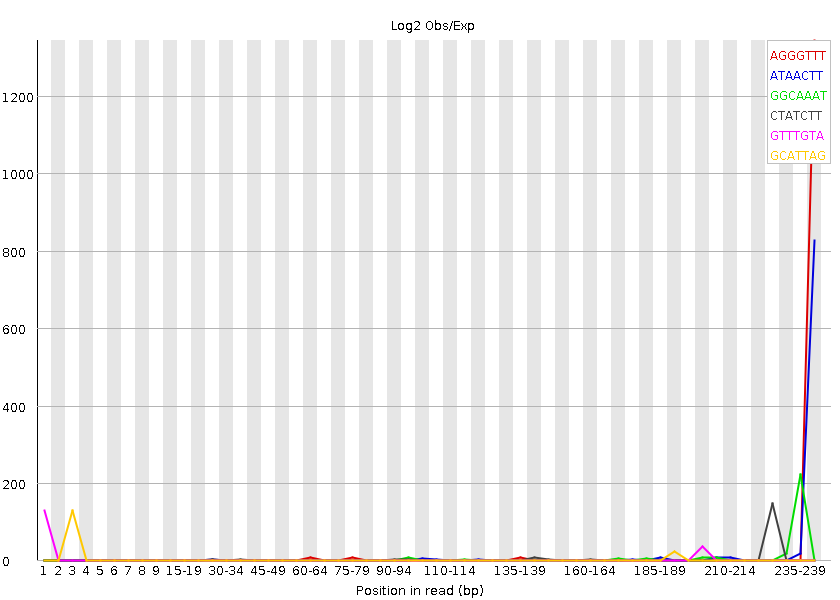 Log2 Obs/Exp
AGGGTTT
ATAACTT
GGCAAAT
CTATCTT
GTTTGTA
GCATTAG
1200
1000
800
600
400
200
0
1 2 3 4 5 6 7 8 9 15-19 30-34 45-49 60-64 75-79 90-94 110-114 135-139 160-164 185-189 210-214 235-239
Position in read (bp)